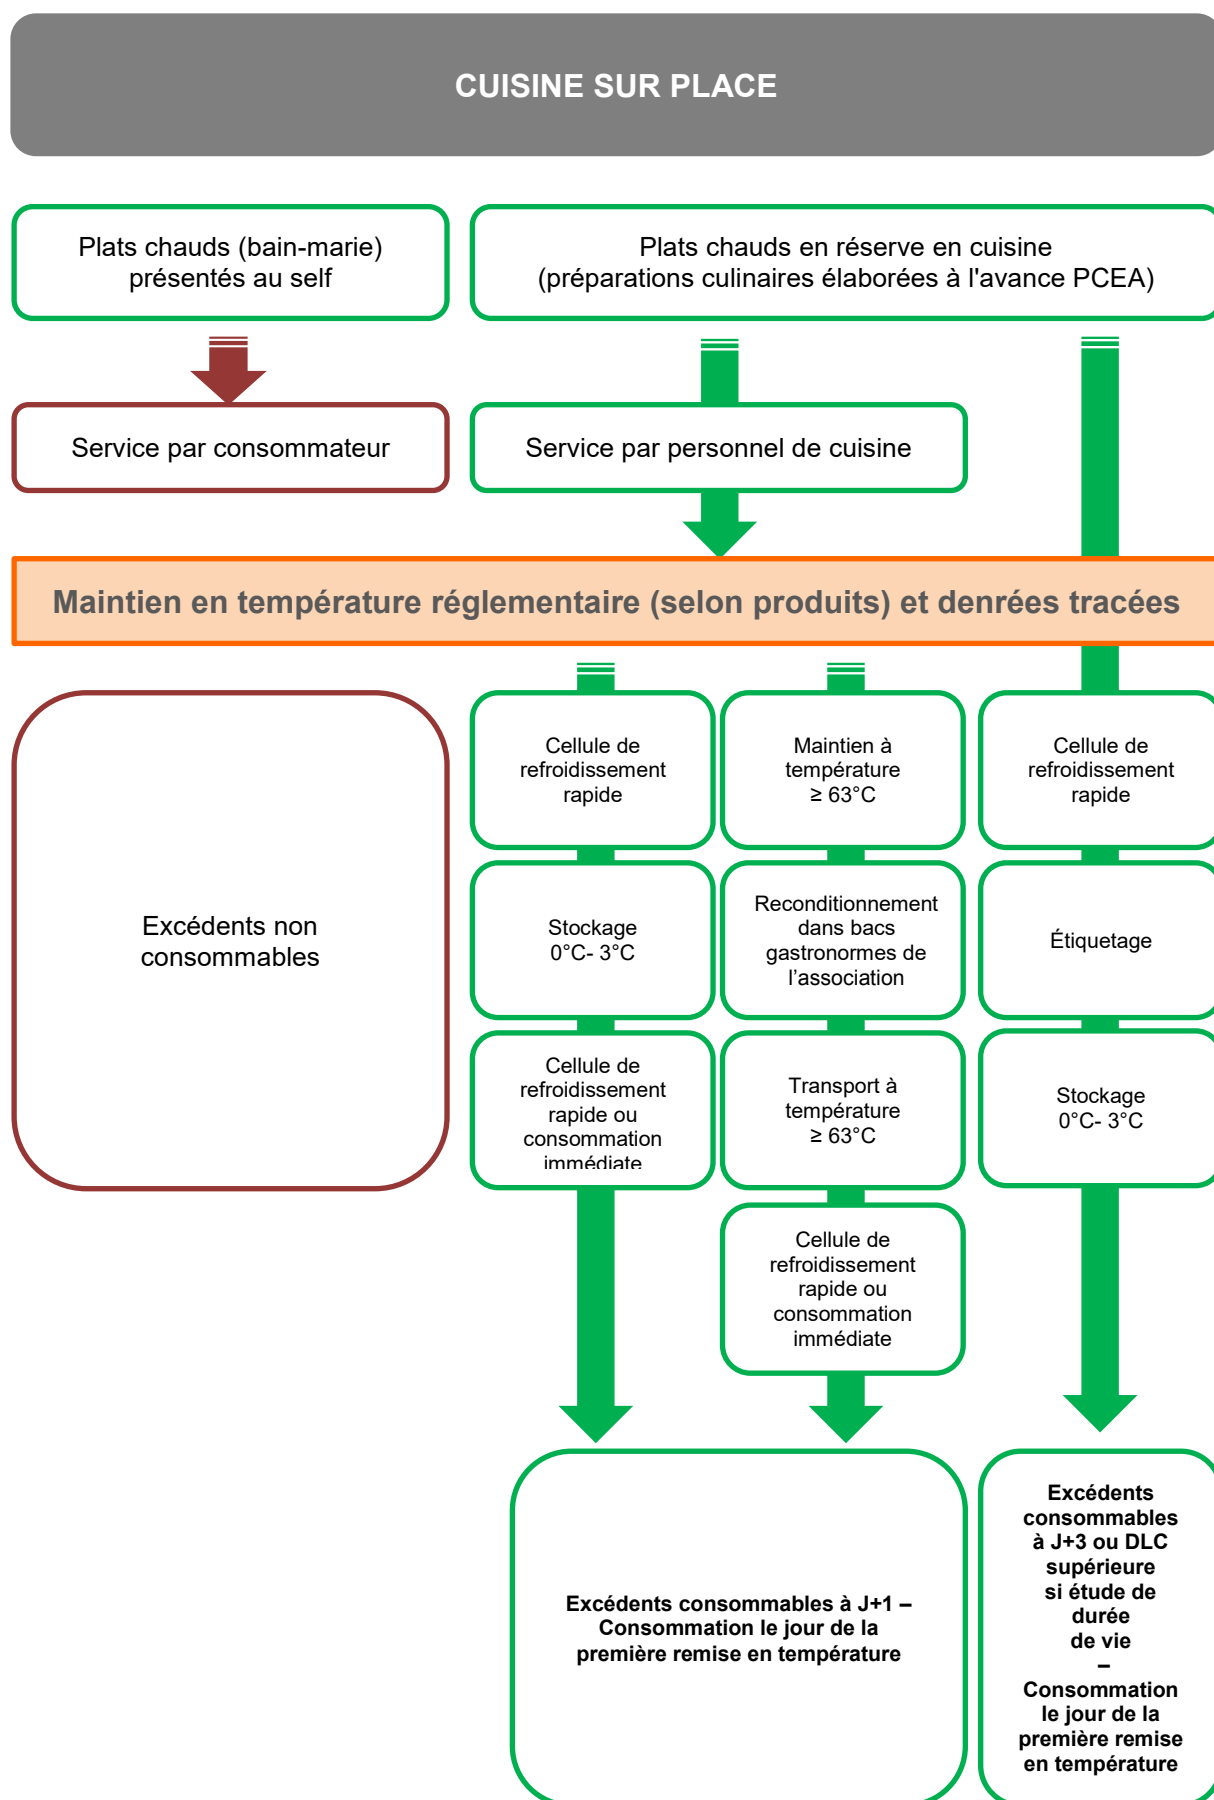 CUISINE SUR PLACE
Plats chauds (bain-marie)
présentés au self
Plats chauds en réserve en cuisine
(préparations culinaires élaborées à l'avance PCEA)
Service par consommateur
Service par personnel de cuisine
Maintien en température réglementaire (selon produits) et denrées tracées
Excédents non
consommables
Cellule de
refroidissement
rapide
Stockage
0°C- 3°C
Cellule de
refroidissement
rapide ou
consommation
immédiate
Maintien à
température
≥ 63°C
Reconditionnement
dans bacs
gastronormes de
l’association
Transport à
température
≥ 63°C
Cellule de
refroidissement
rapide ou
consommation
immédiate
Cellule de
refroidissement
rapide
Étiquetage
Stockage
0°C- 3°C
Excédents consommables à J+1 –
Consommation le jour de la
première remise en température
Excédents
consommables
à J+3 ou DLC
supérieure
si étude de
durée
de vie
–
Consommation
le jour de la
première remise
en température